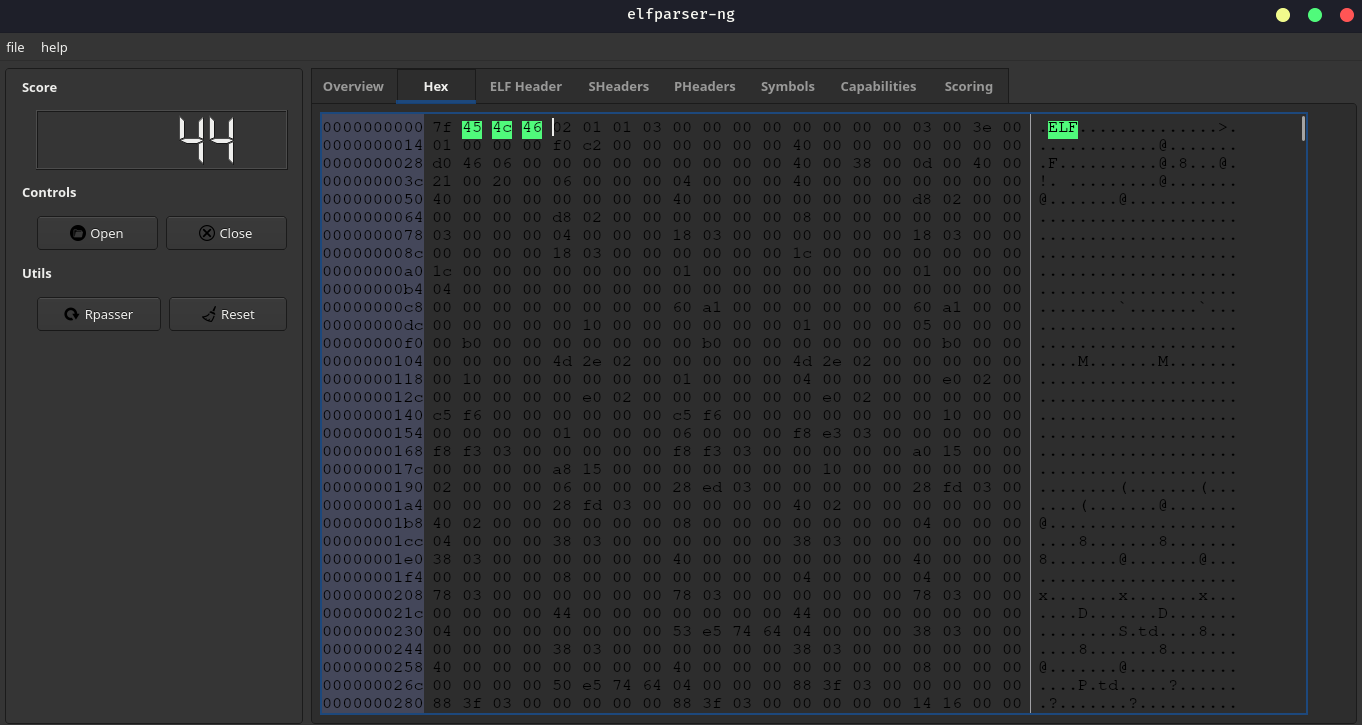 elfparser-ng
file help
Score
44
Controls
Open Close
Utils
Rpasser Reset
Overview Hex ELF Header SHeaders PHeaders Symbols Capabilities Scoring
0000000000 7f 45 4c 46 02 01 01 03 00 00 00 00 00 00 00 00 03 00 3e 00 .ELF..............>.
0000000014 01 00 00 00 f0 c2 00 00 00 00 00 00 40 00 00 00 00 00 00 00 ............@.......
0000000028 d0 46 06 00 00 00 00 00 00 00 00 00 40 00 38 00 0d 00 40 00 .F..........@.8...@.
000000003c 21 00 20 00 06 00 00 00 04 00 00 00 40 00 00 00 00 00 00 00 !. .........@.......
0000000050 40 00 00 00 00 00 00 00 40 00 00 00 00 00 00 00 d8 02 00 00 @.......@...........
0000000064 00 00 00 00 d8 02 00 00 00 00 00 00 08 00 00 00 00 00 00 00 ....................
0000000078 03 00 00 00 04 00 00 00 18 03 00 00 00 00 00 00 18 03 00 00 ....................
000000008c 00 00 00 00 18 03 00 00 00 00 00 00 1c 00 00 00 00 00 00 00 ....................
00000000a0 1c 00 00 00 00 00 00 00 01 00 00 00 00 00 00 00 01 00 00 00 ....................
00000000b4 04 00 00 00 00 00 00 00 00 00 00 00 00 00 00 00 00 00 00 00 ....................
00000000c8 00 00 00 00 00 00 00 00 60 a1 00 00 00 00 00 00 60 a1 00 00 ........`.......`...
00000000dc 00 00 00 00 00 10 00 00 00 00 00 00 01 00 00 00 05 00 00 00 ....................
00000000f0 00 b0 00 00 00 00 00 00 00 b0 00 00 00 00 00 00 00 b0 00 00 ....................
0000000104 00 00 00 00 4d 2e 02 00 00 00 00 00 4d 2e 02 00 00 00 00 00 ....M.......M.......
0000000118 00 10 00 00 00 00 00 00 01 00 00 00 04 00 00 00 00 e0 02 00 ....................
000000012c 00 00 00 00 00 e0 02 00 00 00 00 00 00 e0 02 00 00 00 00 00 ....................
0000000140 c5 f6 00 00 00 00 00 00 c5 f6 00 00 00 00 00 00 00 10 00 00 ....................
0000000154 00 00 00 00 01 00 00 00 06 00 00 00 f8 e3 03 00 00 00 00 00 ....................
0000000168 f8 f3 03 00 00 00 00 00 f8 f3 03 00 00 00 00 00 a0 15 00 00 ....................
000000017c 00 00 00 00 a8 15 00 00 00 00 00 00 00 10 00 00 00 00 00 00 ....................
0000000190 02 00 00 00 06 00 00 00 28 ed 03 00 00 00 00 00 28 fd 03 00 ........(.......(...
00000001a4 00 00 00 00 28 fd 03 00 00 00 00 00 40 02 00 00 00 00 00 00 ....(.......@.......
00000001b8 40 02 00 00 00 00 00 00 08 00 00 00 00 00 00 00 04 00 00 00 @...................
00000001cc 04 00 00 00 38 03 00 00 00 00 00 00 38 03 00 00 00 00 00 00 ....8.......8.......
00000001e0 38 03 00 00 00 00 00 00 40 00 00 00 00 00 00 00 40 00 00 00 8.......@.......@...
00000001f4 00 00 00 00 08 00 00 00 00 00 00 00 04 00 00 00 04 00 00 00 ....................
0000000208 78 03 00 00 00 00 00 00 78 03 00 00 00 00 00 00 78 03 00 00 x.......x.......x...
000000021c 00 00 00 00 44 00 00 00 00 00 00 00 44 00 00 00 00 00 00 00 ....D.......D.......
0000000230 04 00 00 00 00 00 00 00 53 e5 74 64 04 00 00 00 38 03 00 00 ........S.td....8...
0000000244 00 00 00 00 38 03 00 00 00 00 00 00 38 03 00 00 00 00 00 00 ....8.......8.......
0000000258 40 00 00 00 00 00 00 00 40 00 00 00 00 00 00 00 08 00 00 00 @.......@...........
000000026c 00 00 00 00 50 e5 74 64 04 00 00 00 88 3f 03 00 00 00 00 00 ....P.td.....?......
0000000280 88 3f 03 00 00 00 00 00 88 3f 03 00 00 00 00 00 14 16 00 00 .?.......?..........